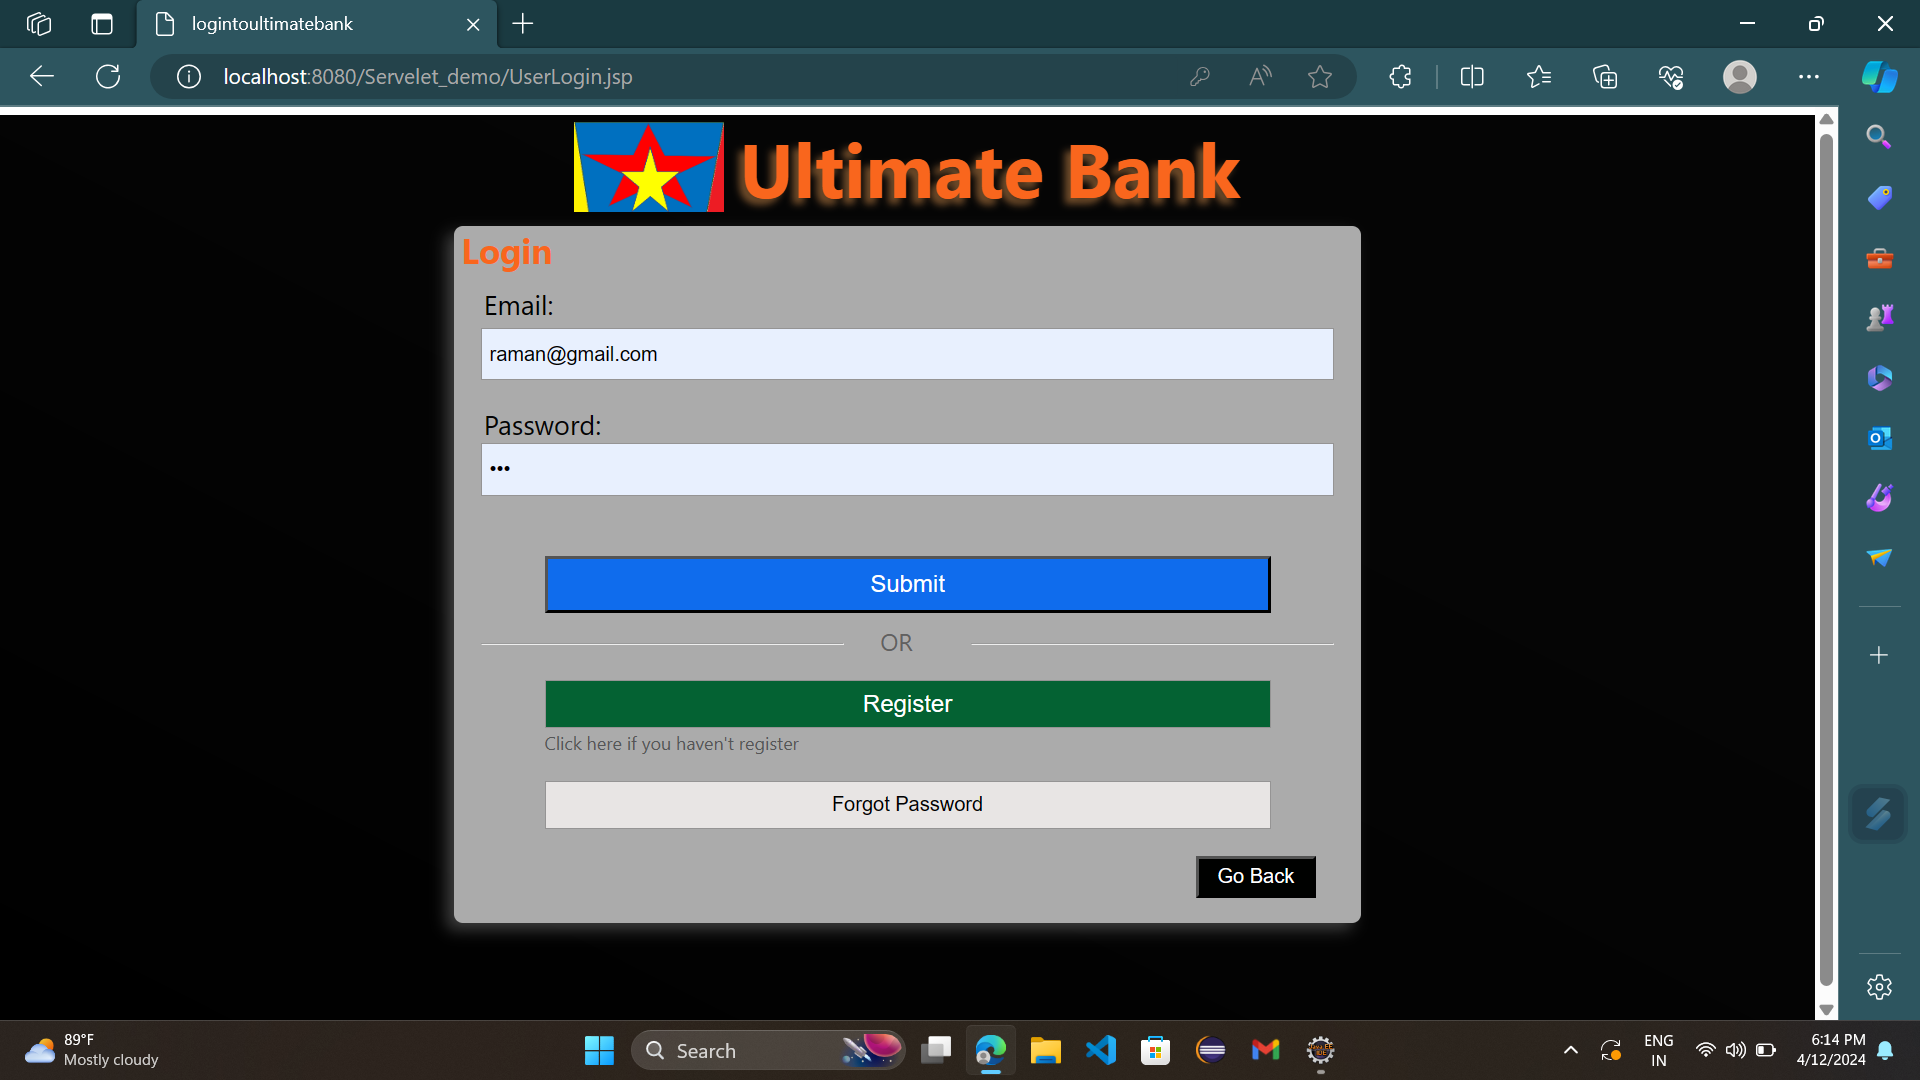 logintoultimatebank
localhost:8080/Servelet_demo/UserLogin.jsp
Ultimate Bank
Login
Email:
raman@gmail.com
Password:
•••
Submit
OR
Register
Click here if you haven't register
Forgot Password
Go Back
89°F
Mostly cloudy
Search
ENG
IN
6:14 PM
4/12/2024